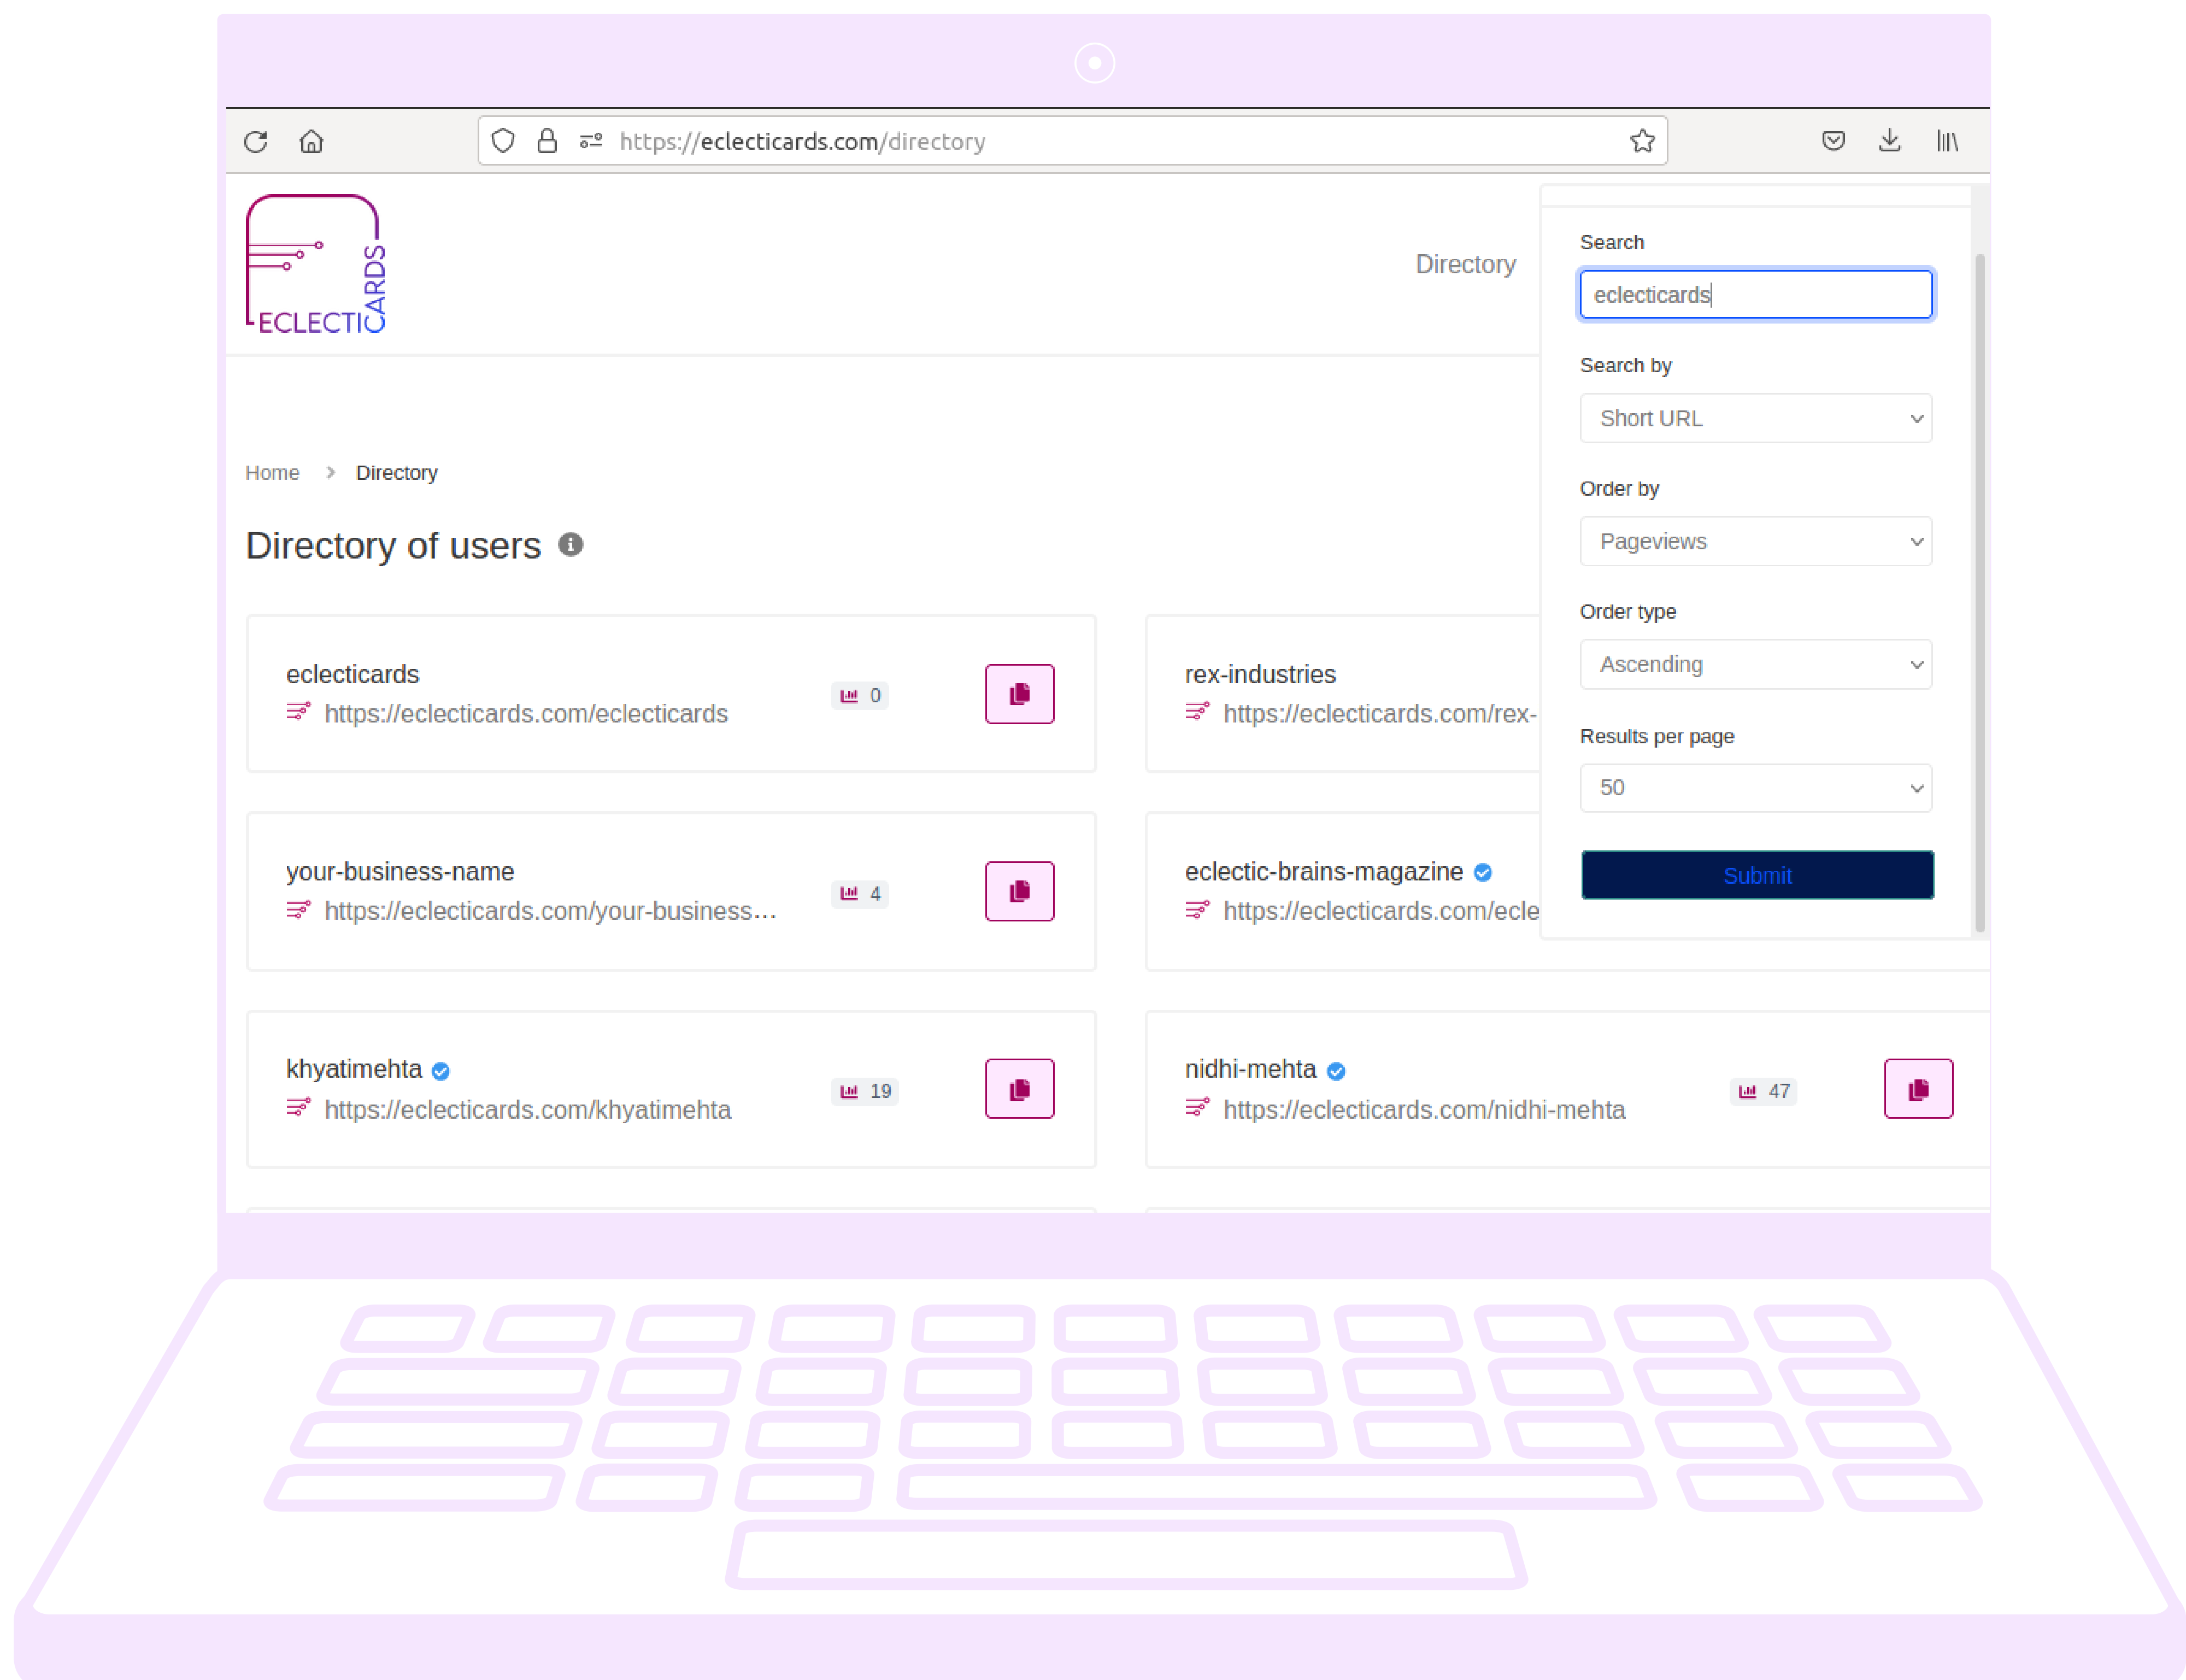 https://eclecticards.com/directory
ECLECTICARDS
Directory
Search
eclecticards
Search by
Short URL
Order by
Pageviews
Order type
Ascending
Results per page
50
Submit
Home > Directory
Directory of users
eclecticards
https://eclecticards.com/eclecticards
0
rex-industries
https://eclecticards.com/rex-
your-business-name
https://eclecticards.com/your-business...
4
eclectic-brains-magazine
https://eclecticards.com/ecle
khyatimehta
https://eclecticards.com/khyatimehta
19
nidhi-mehta
https://eclecticards.com/nidhi-mehta
47